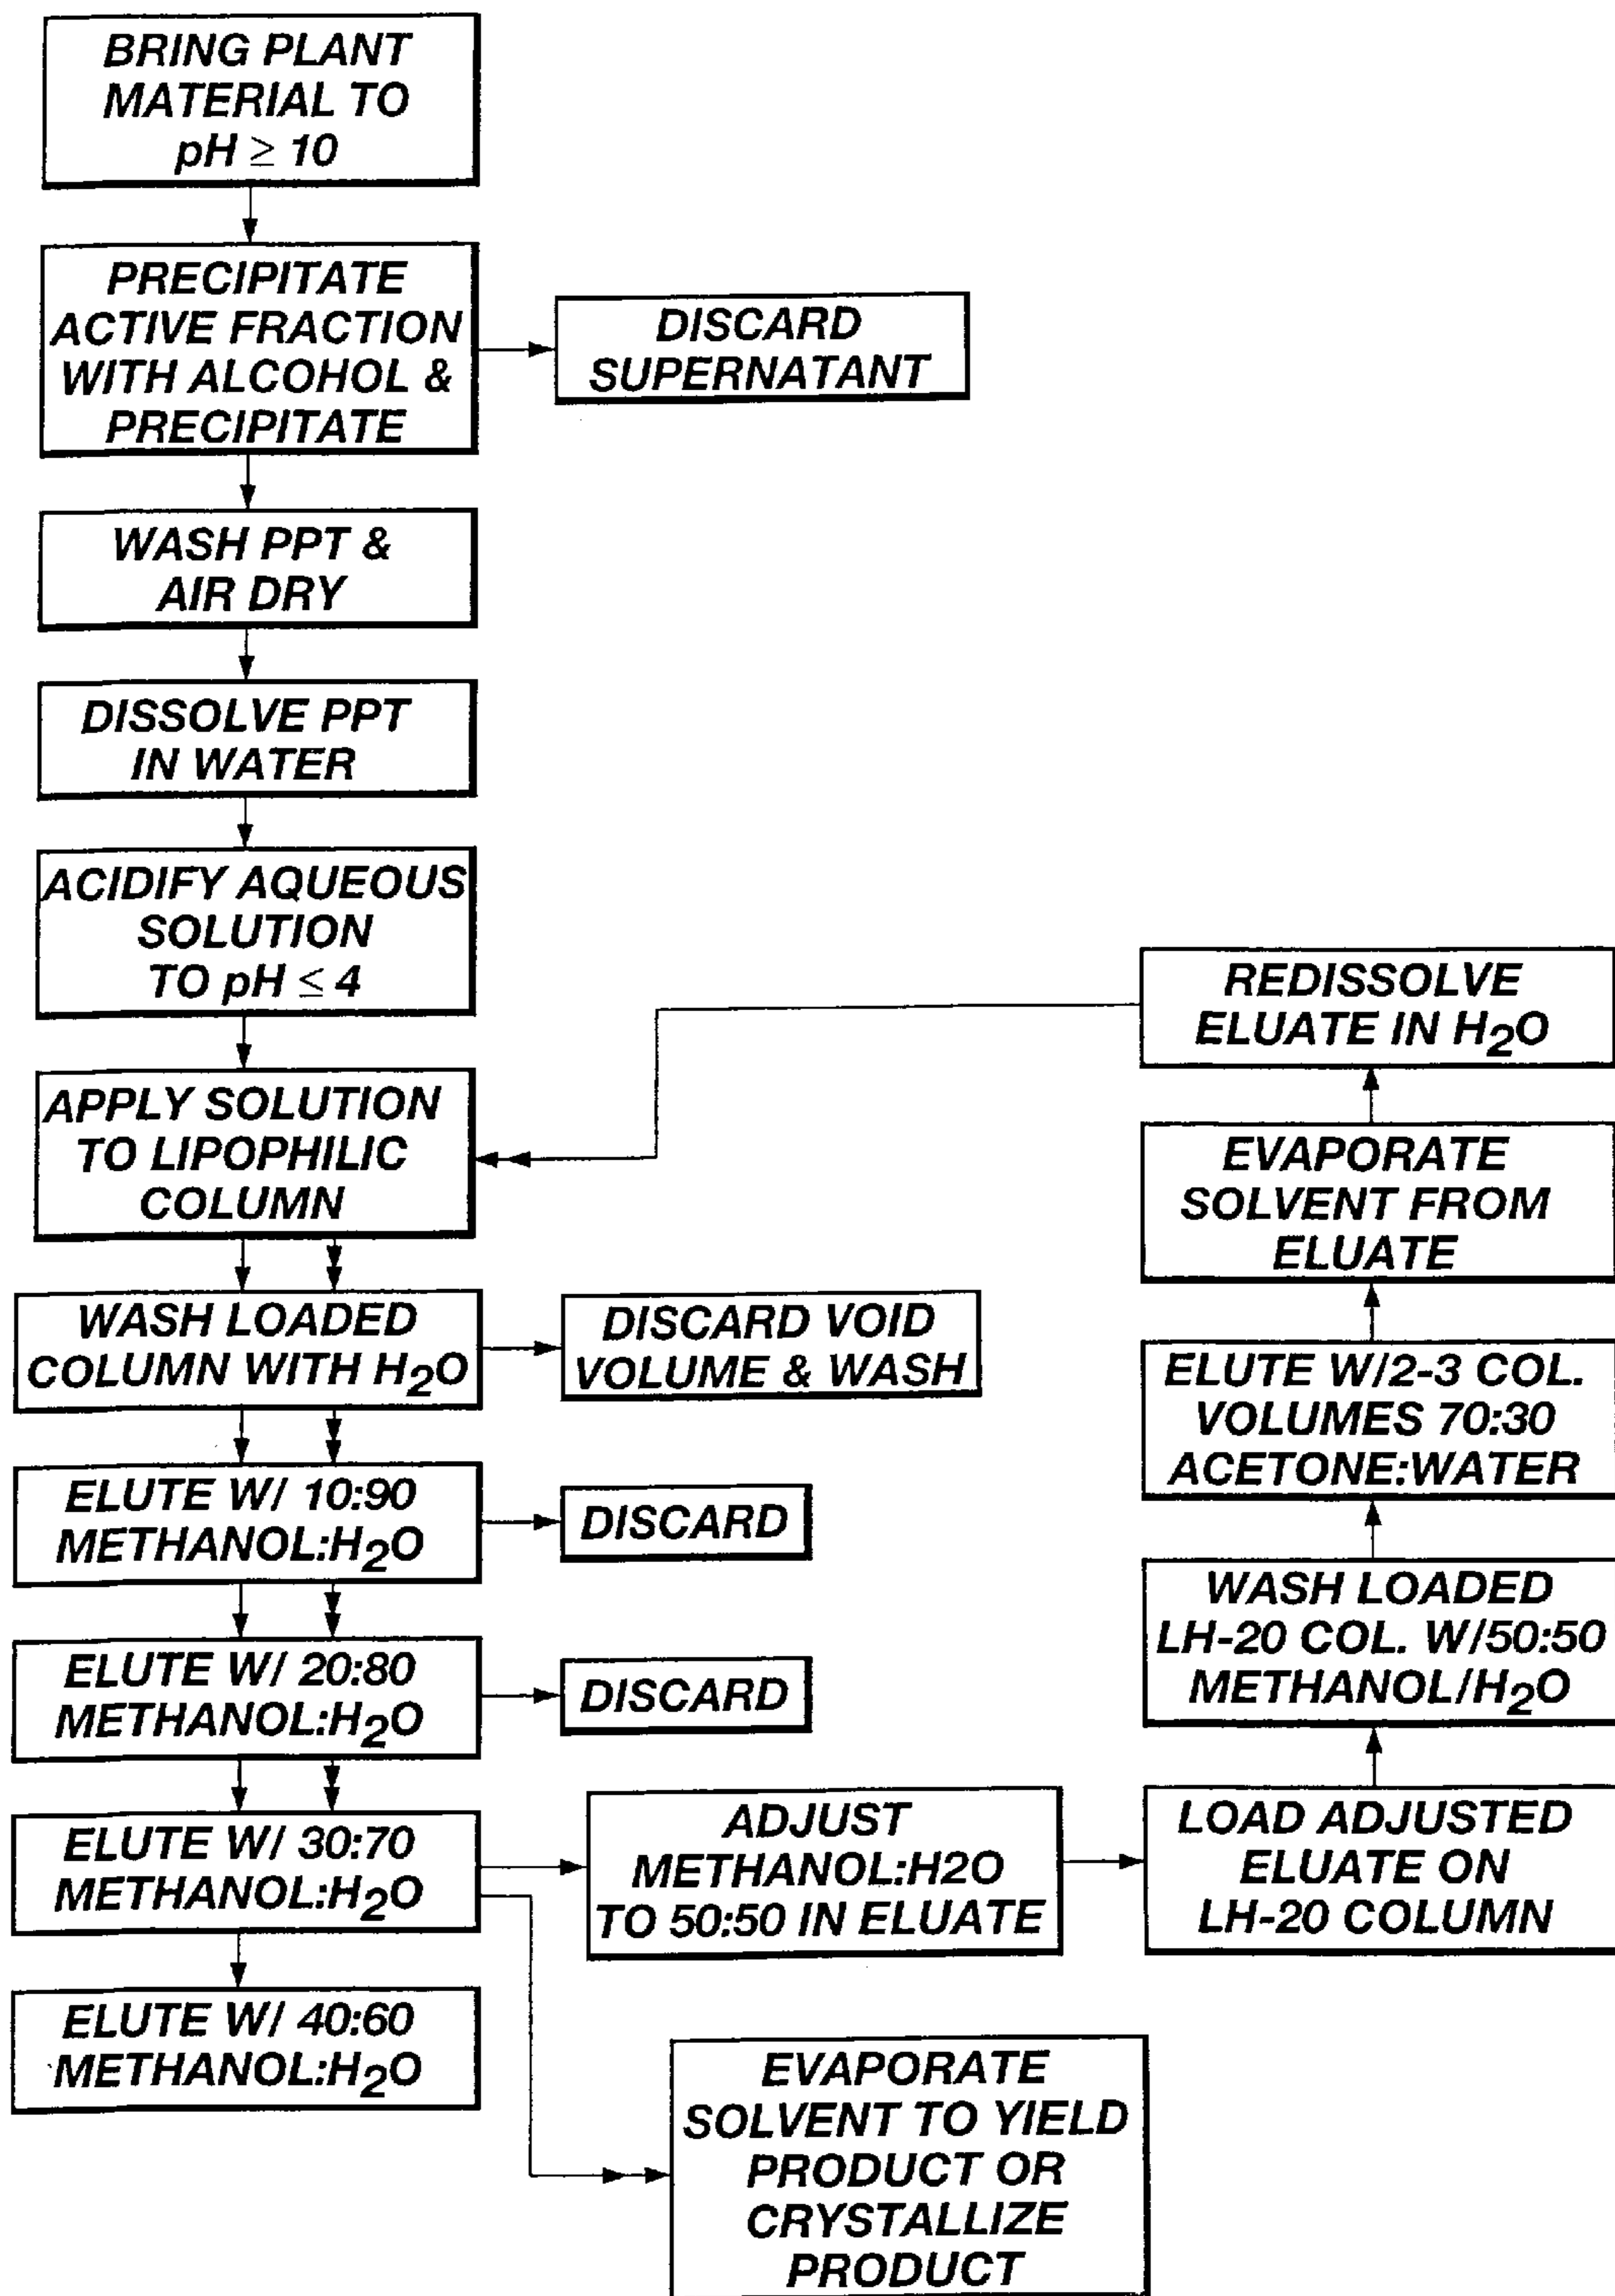 BRING PLANT
MATERIAL TO
pH ≥ 10
PRECIPITATE
ACTIVE FRACTION
WITH ALCOHOL &
PRECIPITATE
DISCARD
SUPERNATANT
WASH PPT &
AIR DRY
DISSOLVE PPT
IN WATER
ACIDIFY AQUEOUS
SOLUTION
TO pH ≤ 4
APPLY SOLUTION
TO LIPOPHILIC
COLUMN
WASH LOADED
COLUMN WITH H2O
DISCARD VOID
VOLUME & WASH
ELUTE W/ 10:90
METHANOL:H2O
DISCARD
ELUTE W/ 20:80
METHANOL:H2O
DISCARD
ELUTE W/ 30:70
METHANOL:H2O
ADJUST
METHANOL:H2O
TO 50:50 IN ELUATE
LOAD ADJUSTED
ELUATE ON
LH-20 COLUMN
WASH LOADED
LH-20 COL. W/50:50
METHANOL/H2O
ELUTE W/2-3 COL.
VOLUMES 70:30
ACETONE:WATER
EVAPORATE
SOLVENT FROM
ELUATE
REDISSOLVE
ELUATE IN H2O
ELUTE W/ 40:60
METHANOL:H2O
EVAPORATE
SOLVENT TO YIELD
PRODUCT OR
CRYSTALLIZE
PRODUCT